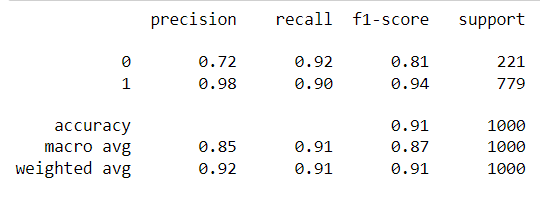 precision recall f1-score support
0 0.72 0.92 0.81 221
1 0.98 0.90 0.94 779
accuracy 0.91 1000
macro avg 0.85 0.91 0.87 1000
weighted avg 0.92 0.91 0.91 1000